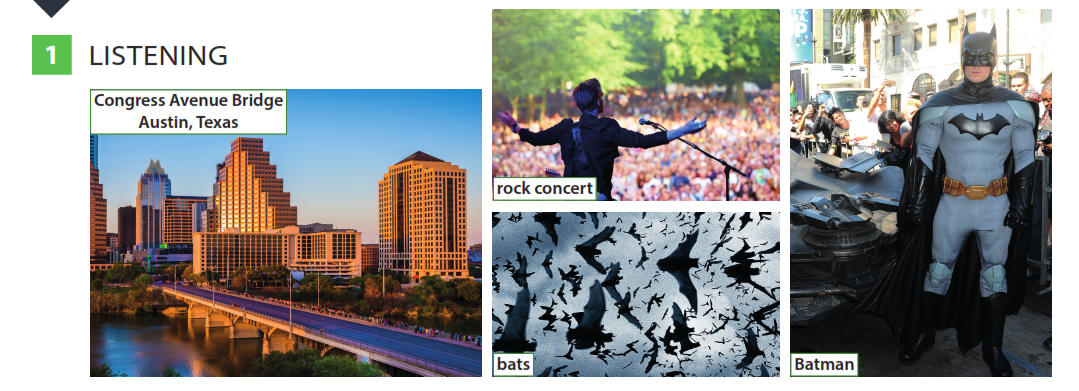 1 LISTENING
Congress Avenue Bridge
Austin, Texas
rock concert
bats
Batman